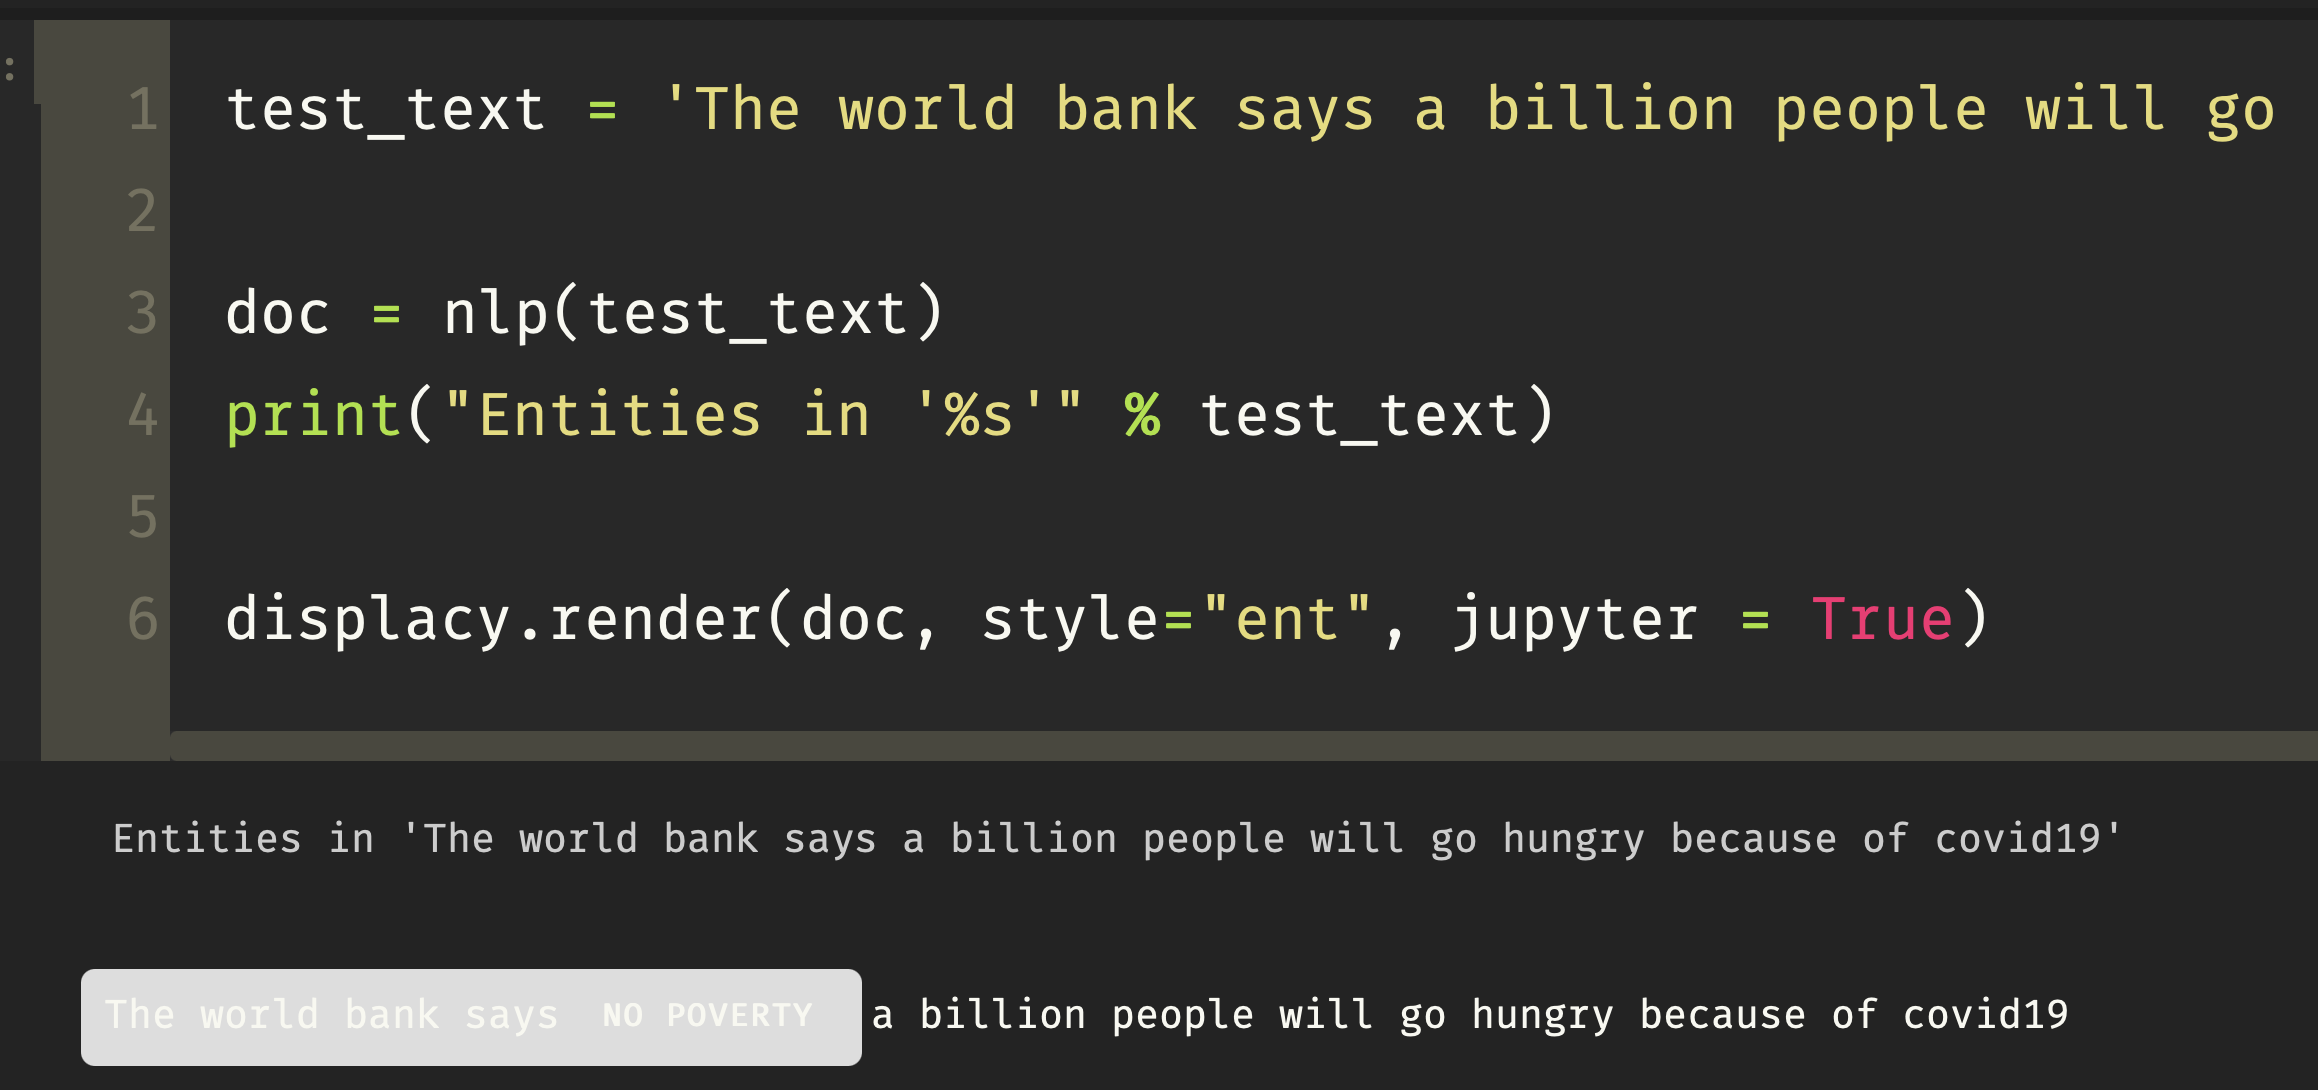 :
1 test_text = 'The world bank says a billion people will go
2
3 doc = nlp(test_text)
4 print("Entities in '%s'" % test_text)
5
6 displacy.render(doc, style="ent", jupyter = True)
Entities in 'The world bank says a billion people will go hungry because of covid19'
The world bank says NO POVERTY a billion people will go hungry because of covid19